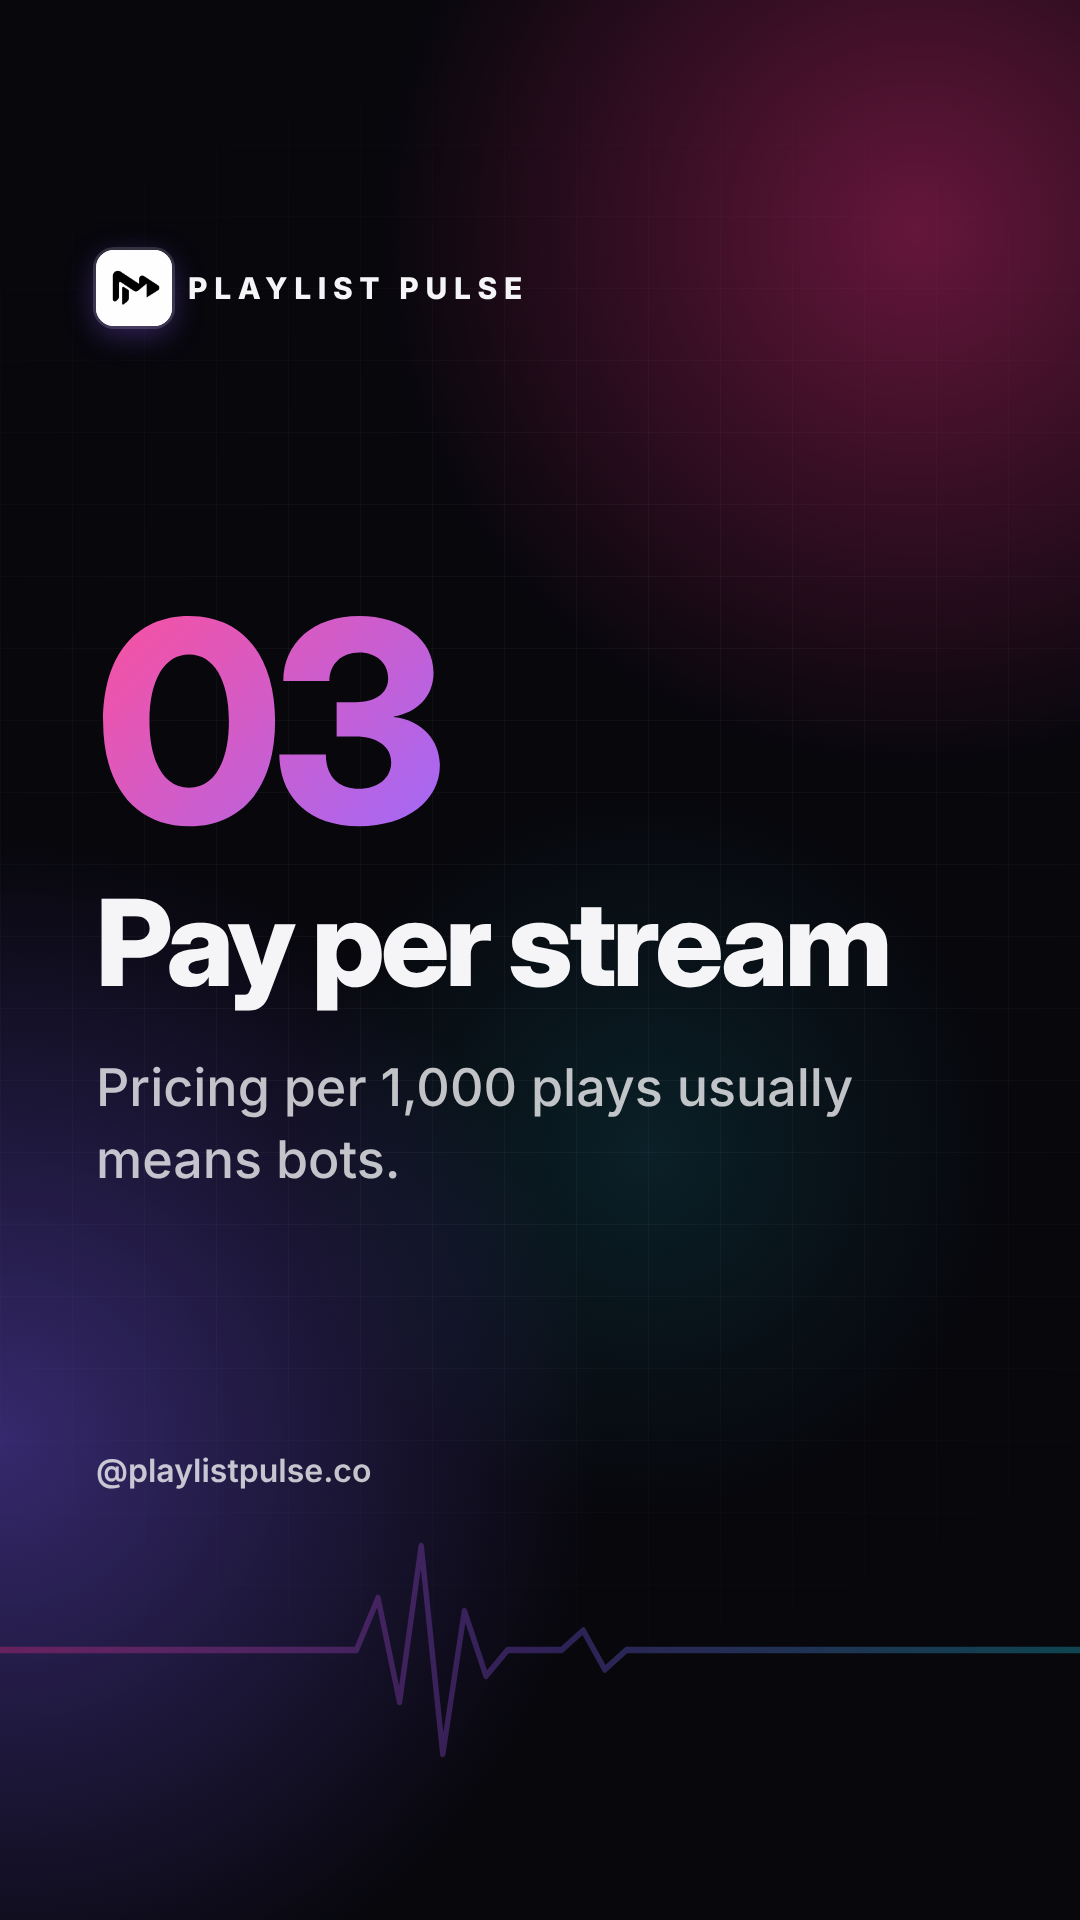 PLAYLIST PULSE
03
Pay per stream
Pricing per 1,000 plays usually
means bots.
@playlistpulse.co